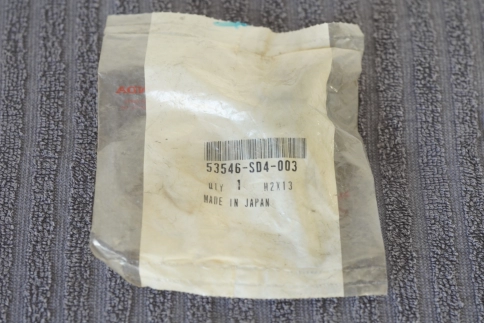 53546-SD4-003
QTY 1 H2X13
MADE IN JAPAN